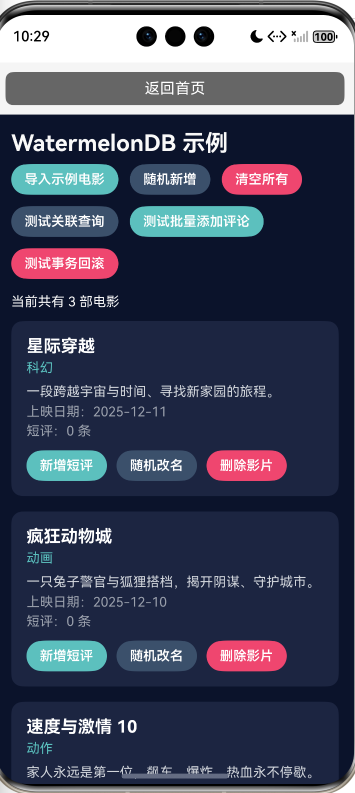 10:29
100
返回首页
WatermelonDB 示例
导入示例电影 随机新增 清空所有
测试关联查询 测试批量添加评论
测试事务回滚
当前共有 3 部电影
星际穿越
科幻
一段跨越宇宙与时间、寻找新家园的旅程。
上映日期：2025-12-11
短评：0 条
新增短评 随机改名 删除影片
疯狂动物城
动画
一只兔子警官与狐狸搭档，揭开阴谋、守护城市。
上映日期：2025-12-10
短评：0 条
新增短评 随机改名 删除影片
速度与激情 10
动作
家人永远是第一位，飙车、爆炸、热血永不停歇。